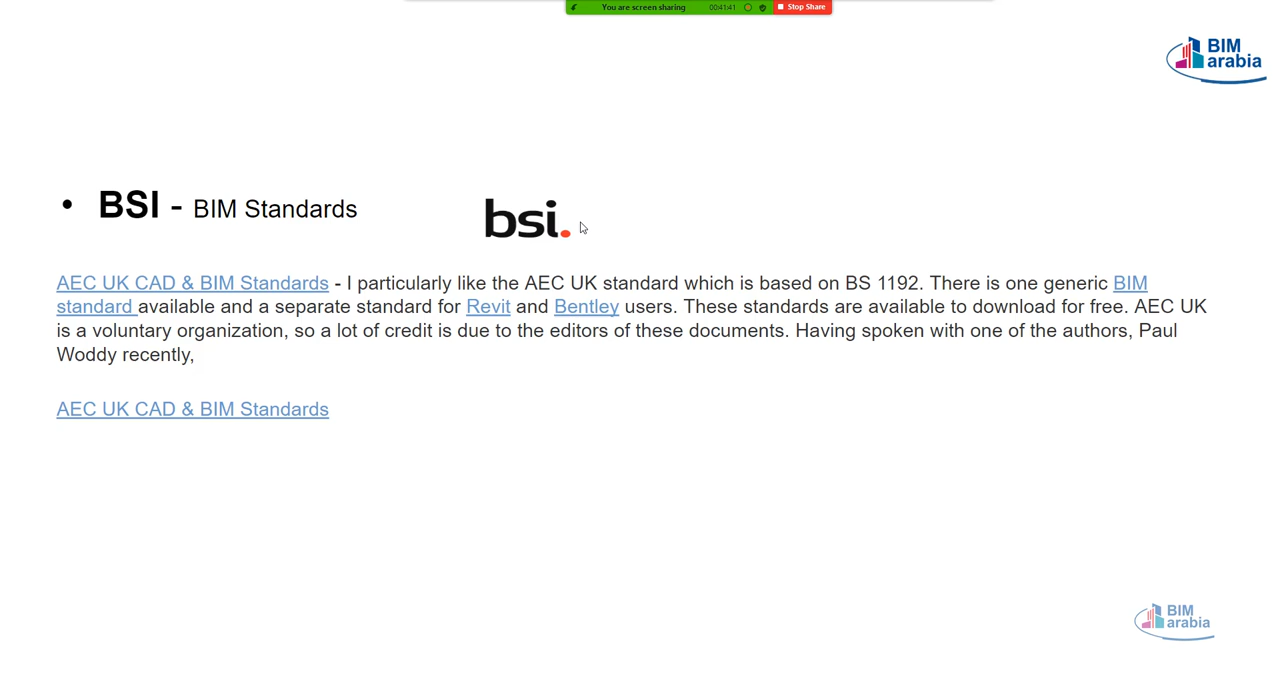 You are screen sharing 00:41:41 Stop Share
BIM
arabia
• BSI - BIM Standards
bsi.
AEC UK CAD & BIM Standards - I particularly like the AEC UK standard which is based on BS 1192. There is one generic BIM
standard available and a separate standard for Revit and Bentley users. These standards are available to download for free. AEC UK
is a voluntary organization, so a lot of credit is due to the editors of these documents. Having spoken with one of the authors, Paul
Woddy recently,
AEC UK CAD & BIM Standards
BIM
arabia